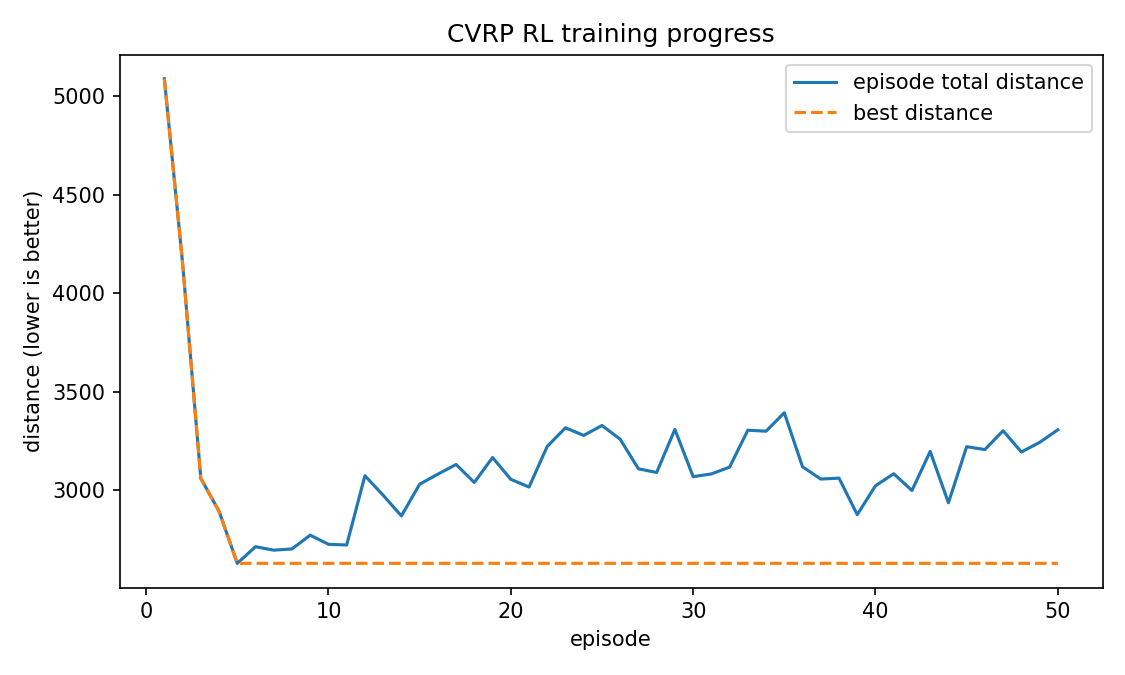 CVRP RL training progress
episode total distance
best distance
distance (lower is better)
5000
4500
4000
3500
3000
0
10
20
30
40
50
episode